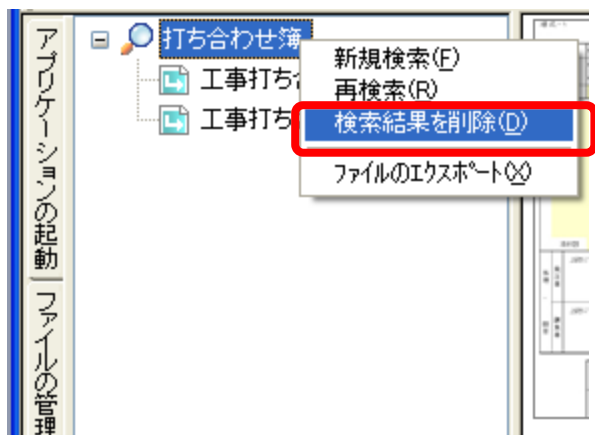 アプリケーションの起動
ファイルの管理
打ち合わせ簿
工事打ち
工事打ち
新規検索(F)
再検索(R)
検索結果を削除(D)
ファイルのエクスポート(X)